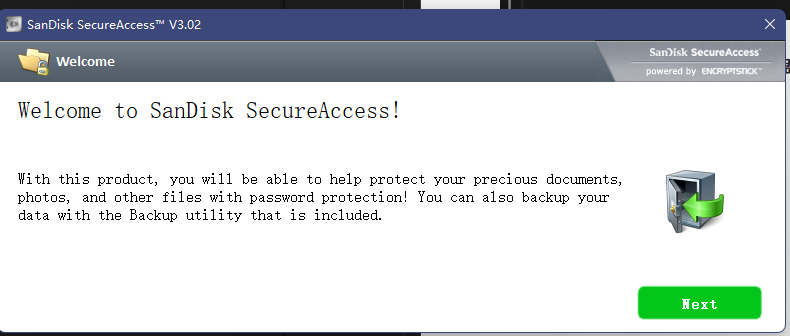 SanDisk SecureAccess™ V3.02
Welcome
SanDisk SecureAccess®
powered by ENCRYPTSTICK™
Welcome to SanDisk SecureAccess!
With this product, you will be able to help protect your precious documents,
photos, and other files with password protection! You can also backup your
data with the Backup utility that is included.
Next